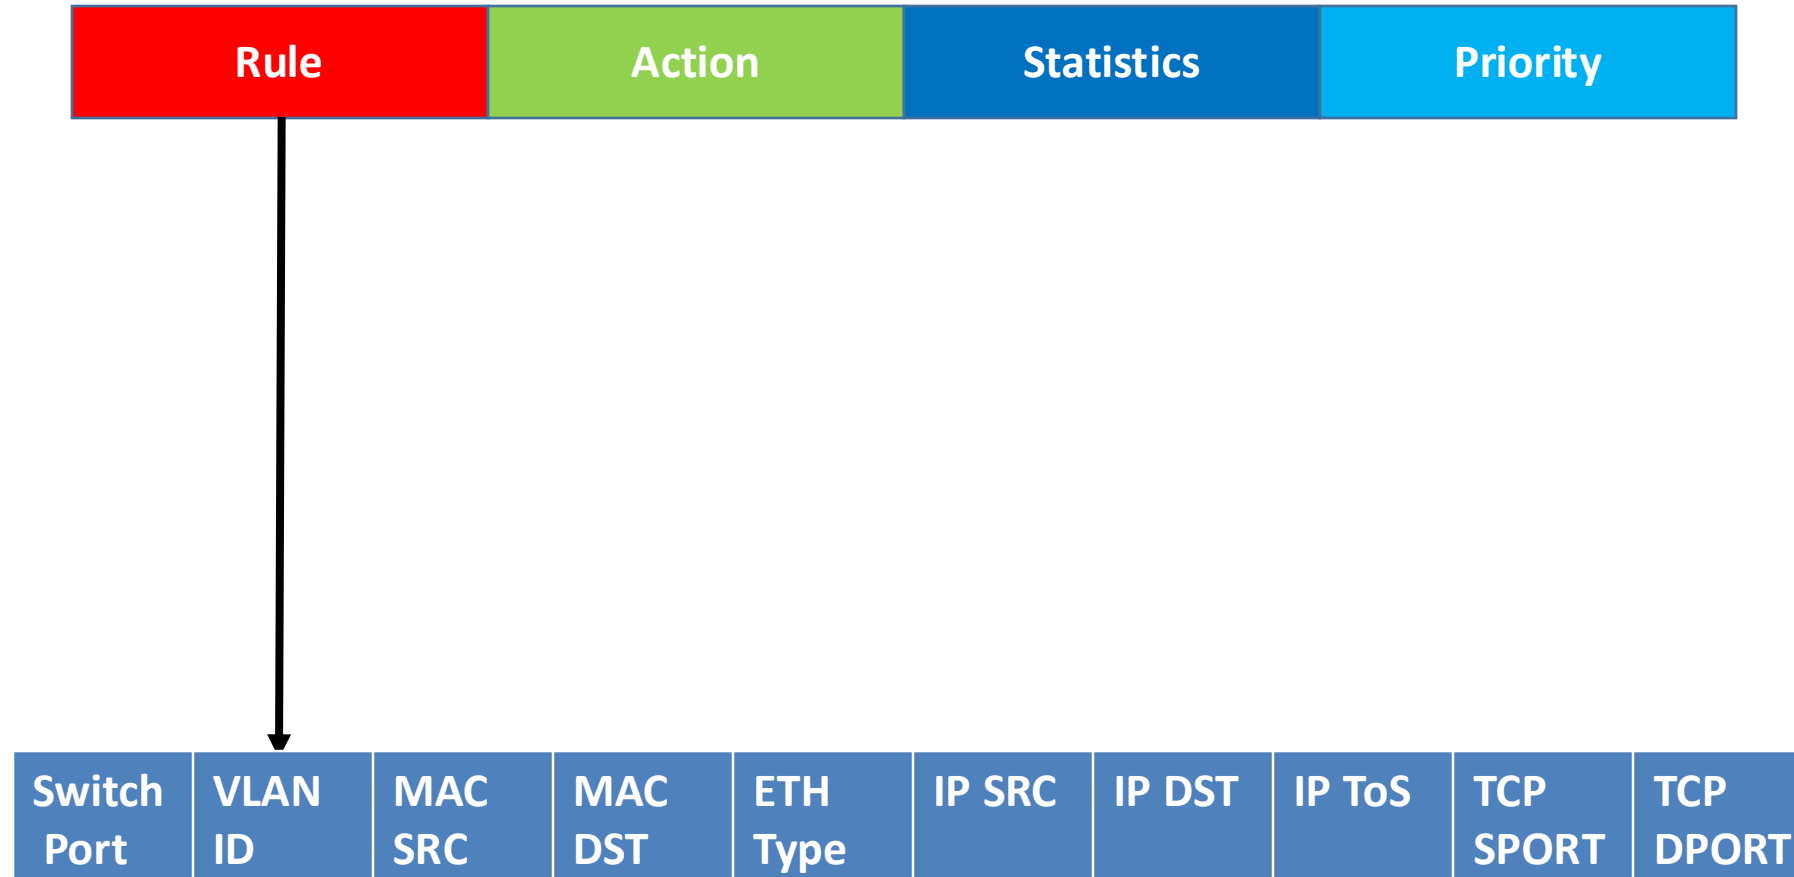 Rule Action Statistics Priority
Switch Port
VLAN ID
MAC SRC
MAC DST
ETH Type
IP SRC
IP DST
IP ToS
TCP SPORT
TCP DPORT